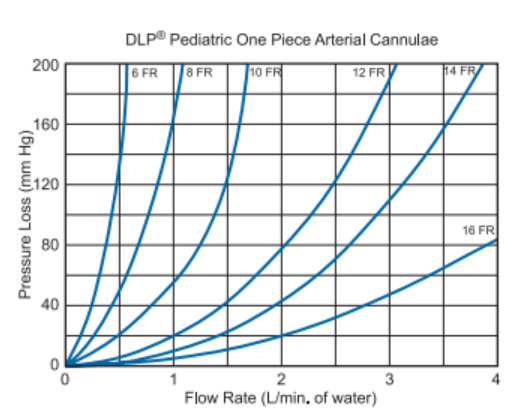 DLP® Pediatric One Piece Arterial Cannulae
200
6 FR
8 FR
10 FR
12 FR
14 FR
160
120
80
16 FR
40
0
0 1 2 3 4
Pressure Loss (mm Hg)
Flow Rate (L/min. of water)